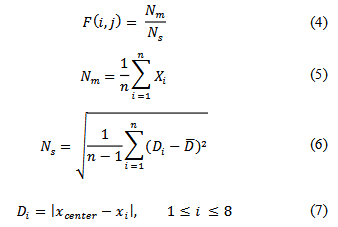 F(i,j) = N_m / N_s (4)
N_m = 1/n ∑_{i=1}^{n} X_i (5)
N_s = √( 1/(n−1) ∑_{i=1}^{n} (D_i − D̅)² ) (6)
D_i = |x_center − x_i|, 1 ≤ i ≤ 8 (7)